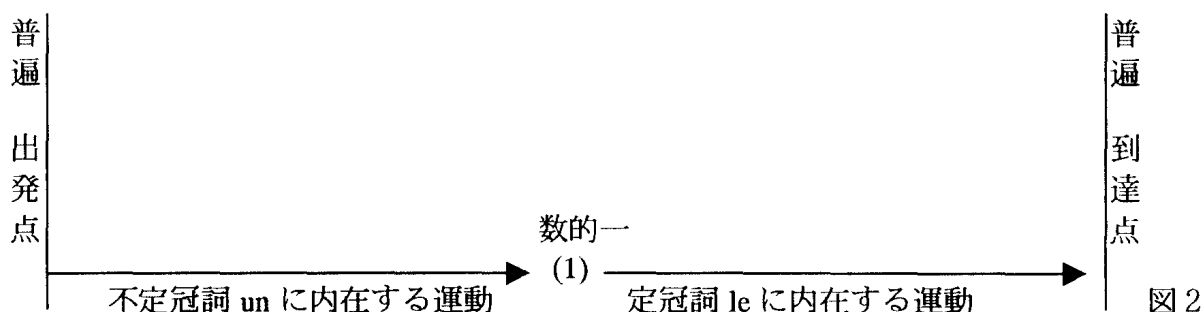 普遍 出発点
数的一
(1)
不定冠詞 un に内在する運動
定冠詞 le に内在する運動
普遍 到達点
図2